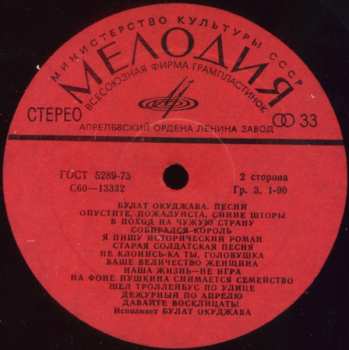 МИНИСТЕРСТВО КУЛЬТУРЫ СССР
МЕЛОДИЯ
ВСЕСОЮЗНАЯ ФИРМА ГРАМПЛАСТИНОК
СТЕРЕО
33
АПРЕЛЕВСКИЙ ОРДЕНА ЛЕНИНА ЗАВОД
ГОСТ 5289-73
2 сторона
С60—13332
Гр. 3. 1-90
БУЛАТ ОКУДЖАВА. ПЕСНИ
ОПУСТИТЕ, ПОЖАЛУЙСТА, СИНИЕ ШТОРЫ
В ПОХОД НА ЧУЖУЮ СТРАНУ
СОБИРАЛСЯ КОРОЛЬ
Я ПИШУ ИСТОРИЧЕСКИЙ РОМАН
СТАРАЯ СОЛДАТСКАЯ ПЕСНЯ
НЕ КЛОНИСЬ-КА ТЫ, ГОЛОВУШКА
ВАШЕ ВЕЛИЧЕСТВО ЖЕНЩИНА
НАША ЖИЗНЬ—НЕ ИГРА
НА ФОНЕ ПУШКИНА СНИМАЕТСЯ СЕМЕЙСТВО
ШЕЛ ТРОЛЛЕЙБУС ПО УЛИЦЕ
ДЕЖУРНЫЙ ПО АПРЕЛЮ
ДАВАЙТЕ ВОСКЛИЦАТЬ!
Исполняет БУЛАТ ОКУДЖАВА